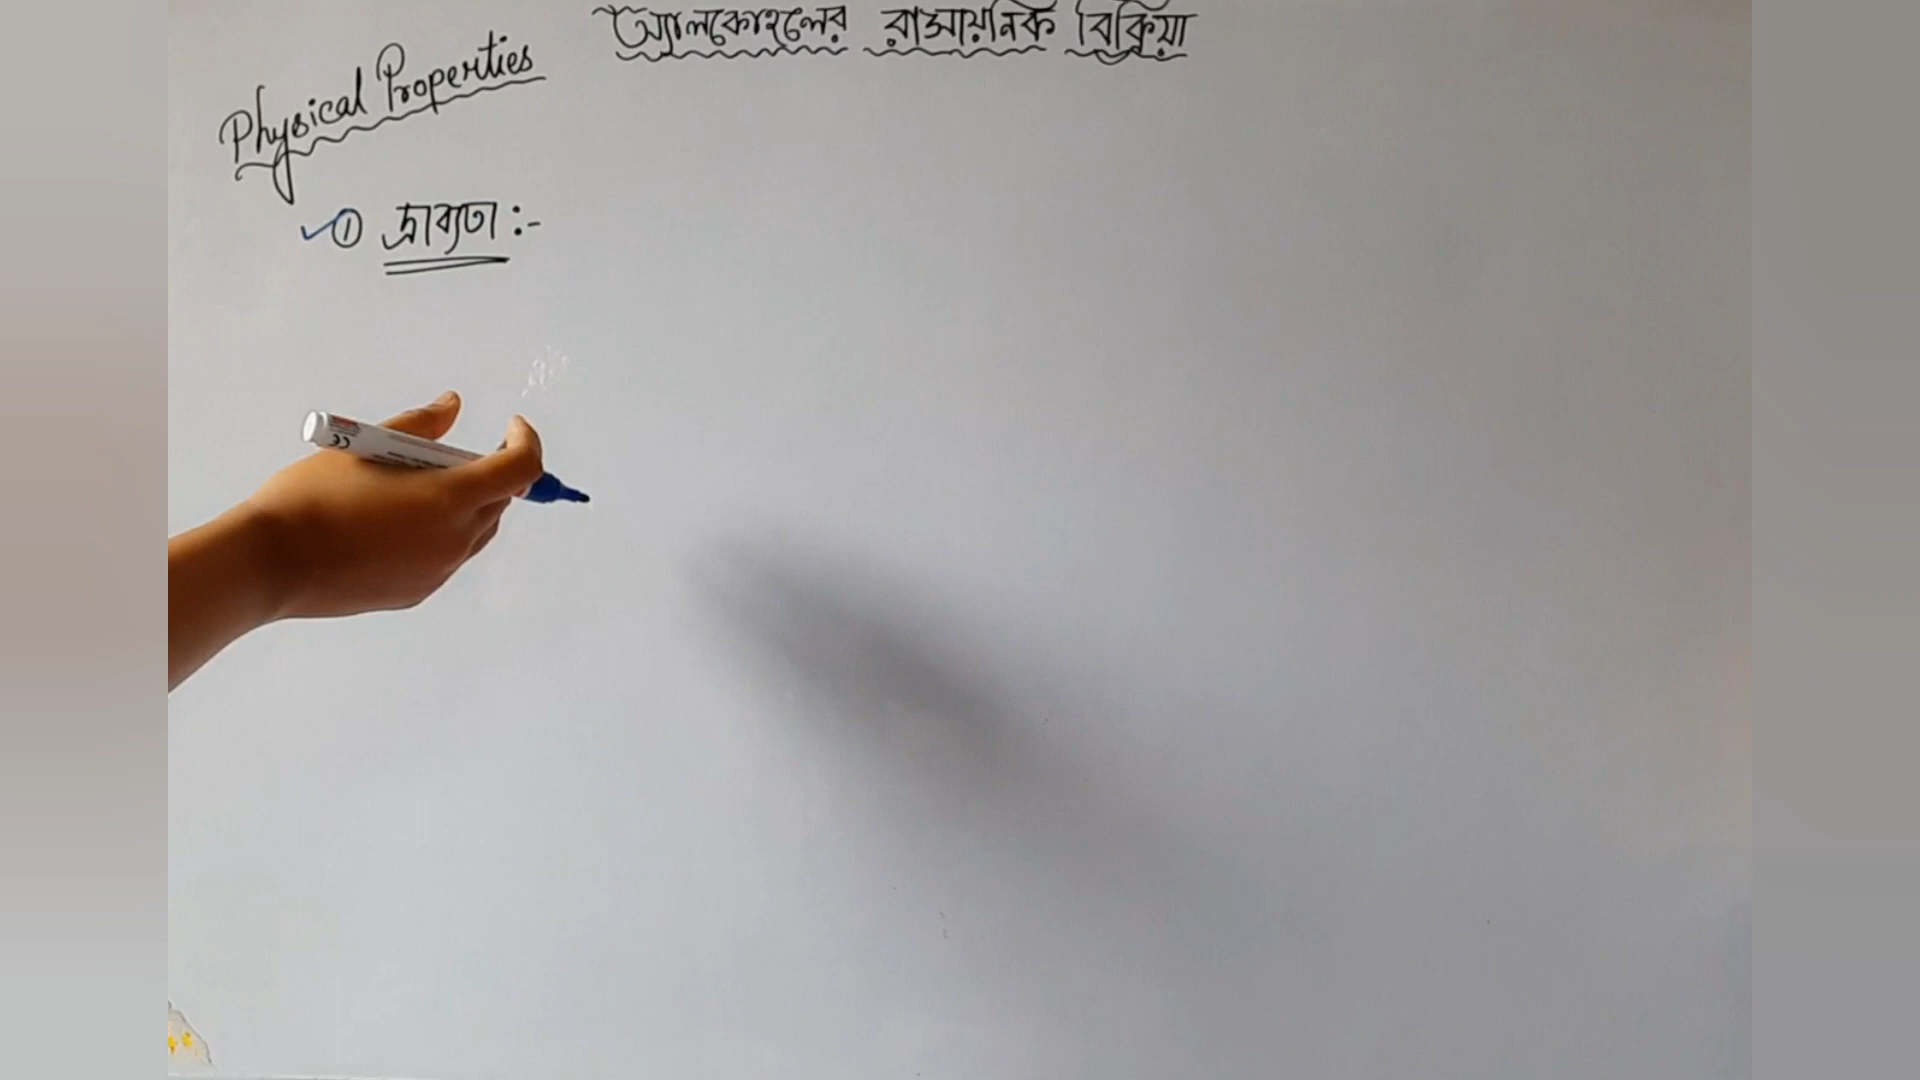 অ্যালকোহলের রাসায়নিক বিক্রিয়া
Physical Properties
① দ্রাব্যতা :-